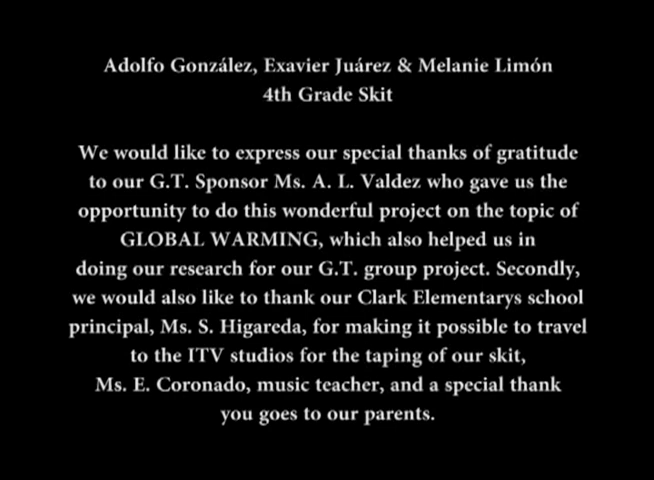 Adolfo González, Exavier Juárez & Melanie Limón
4th Grade Skit
We would like to express our special thanks of gratitude
to our G.T. Sponsor Ms. A. L. Valdez who gave us the
opportunity to do this wonderful project on the topic of
GLOBAL WARMING, which also helped us in
doing our research for our G.T. group project. Secondly,
we would also like to thank our Clark Elementarys school
principal, Ms. S. Higareda, for making it possible to travel
to the ITV studios for the taping of our skit,
Ms. E. Coronado, music teacher, and a special thank
you goes to our parents.